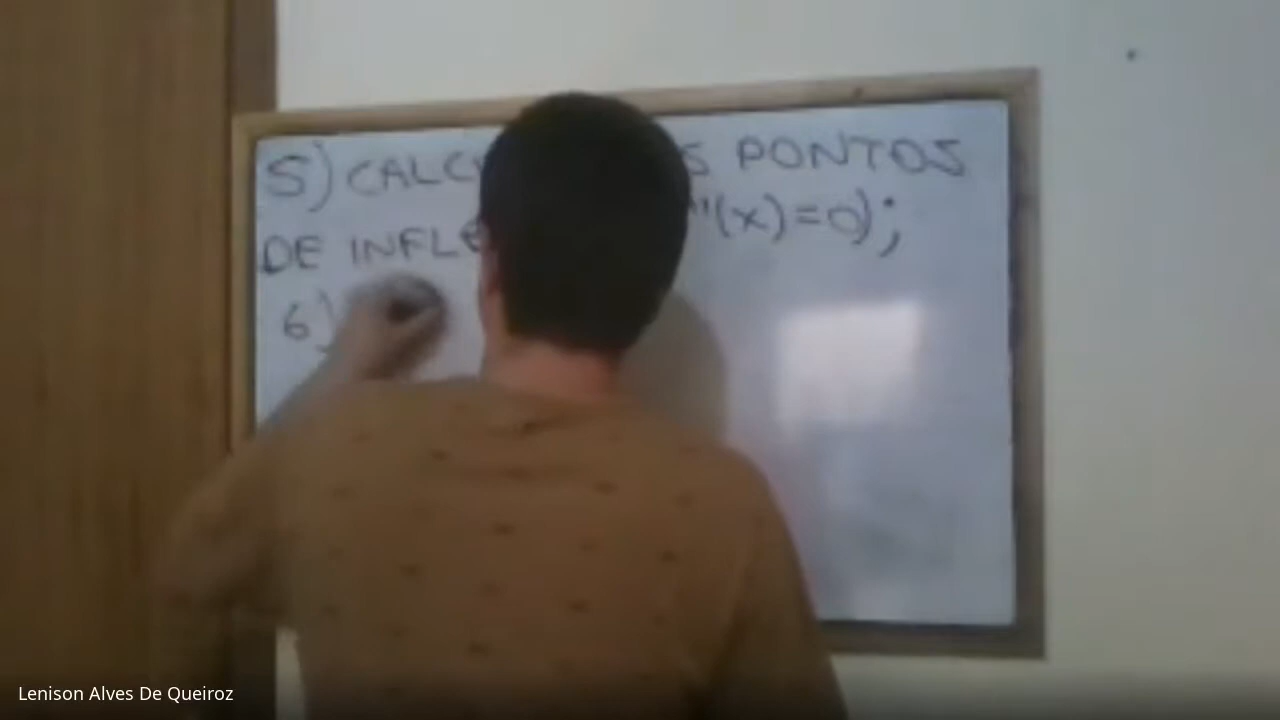 5) CALC S PONTOS
DE INFLE "(x)=0);
6)
Lenison Alves De Queiroz